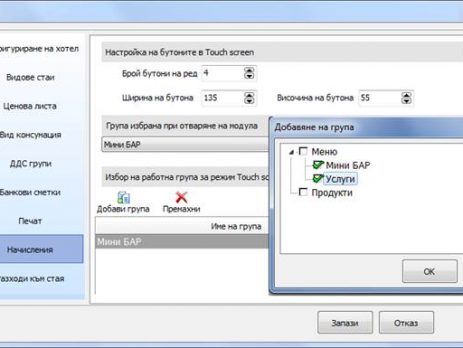 Настройка на бутоните в Touch screen
Брой бутони на ред 4
Ширина на бутона 135
Височина на бутона 55
Група избрана при отваряне на модула
Мини БАР
Избор на работна група за режим Touch
Добави група
Премахни
Име на група
Мини БАР
на хотел
Видове стаи
Ценова листа
Вид консумация
ДДС групи
Банкови сметки
Печат
Начисления
към стая
Добавяне на група
Меню
Мини БАР
Услуги
Продукти
OK
Запази
Отказ